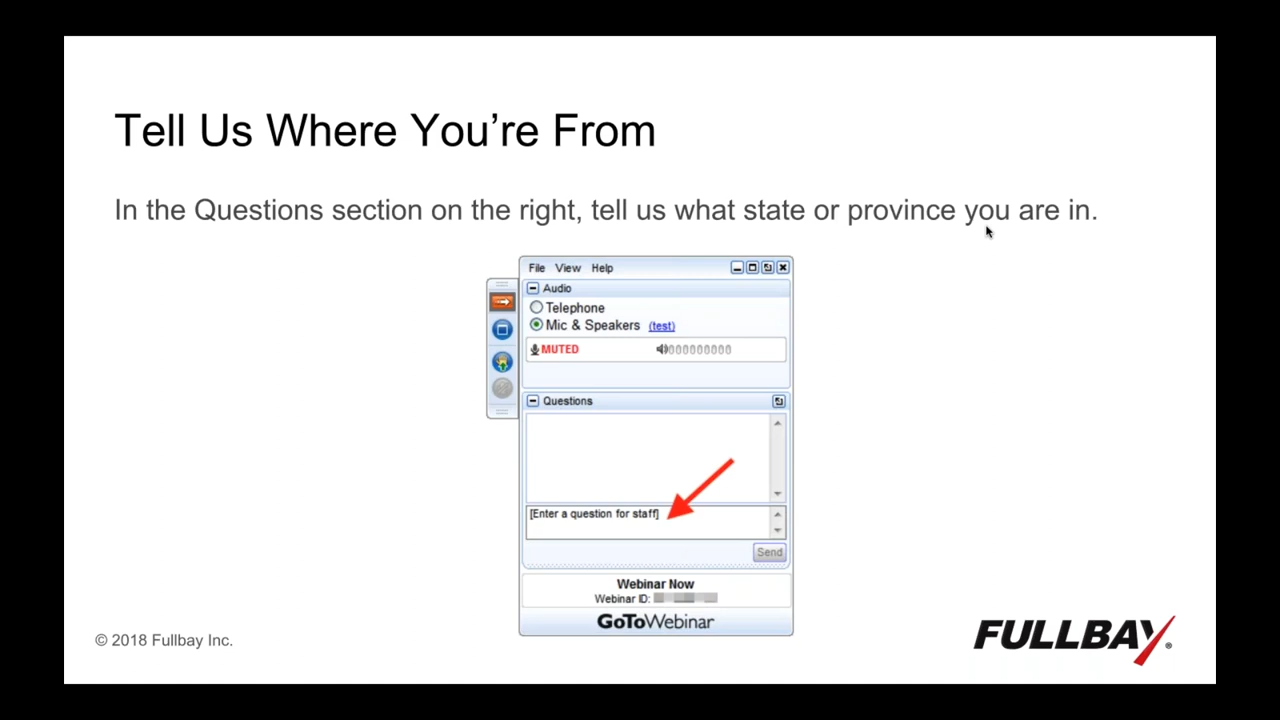 Tell Us Where You’re From
In the Questions section on the right, tell us what state or province you are in.
File View Help
Audio
Telephone
Mic & Speakers (test)
MUTED
Questions
[Enter a question for staff]
Send
Webinar Now
Webinar ID:
GoToWebinar
© 2018 Fullbay Inc.
FULLBAY®